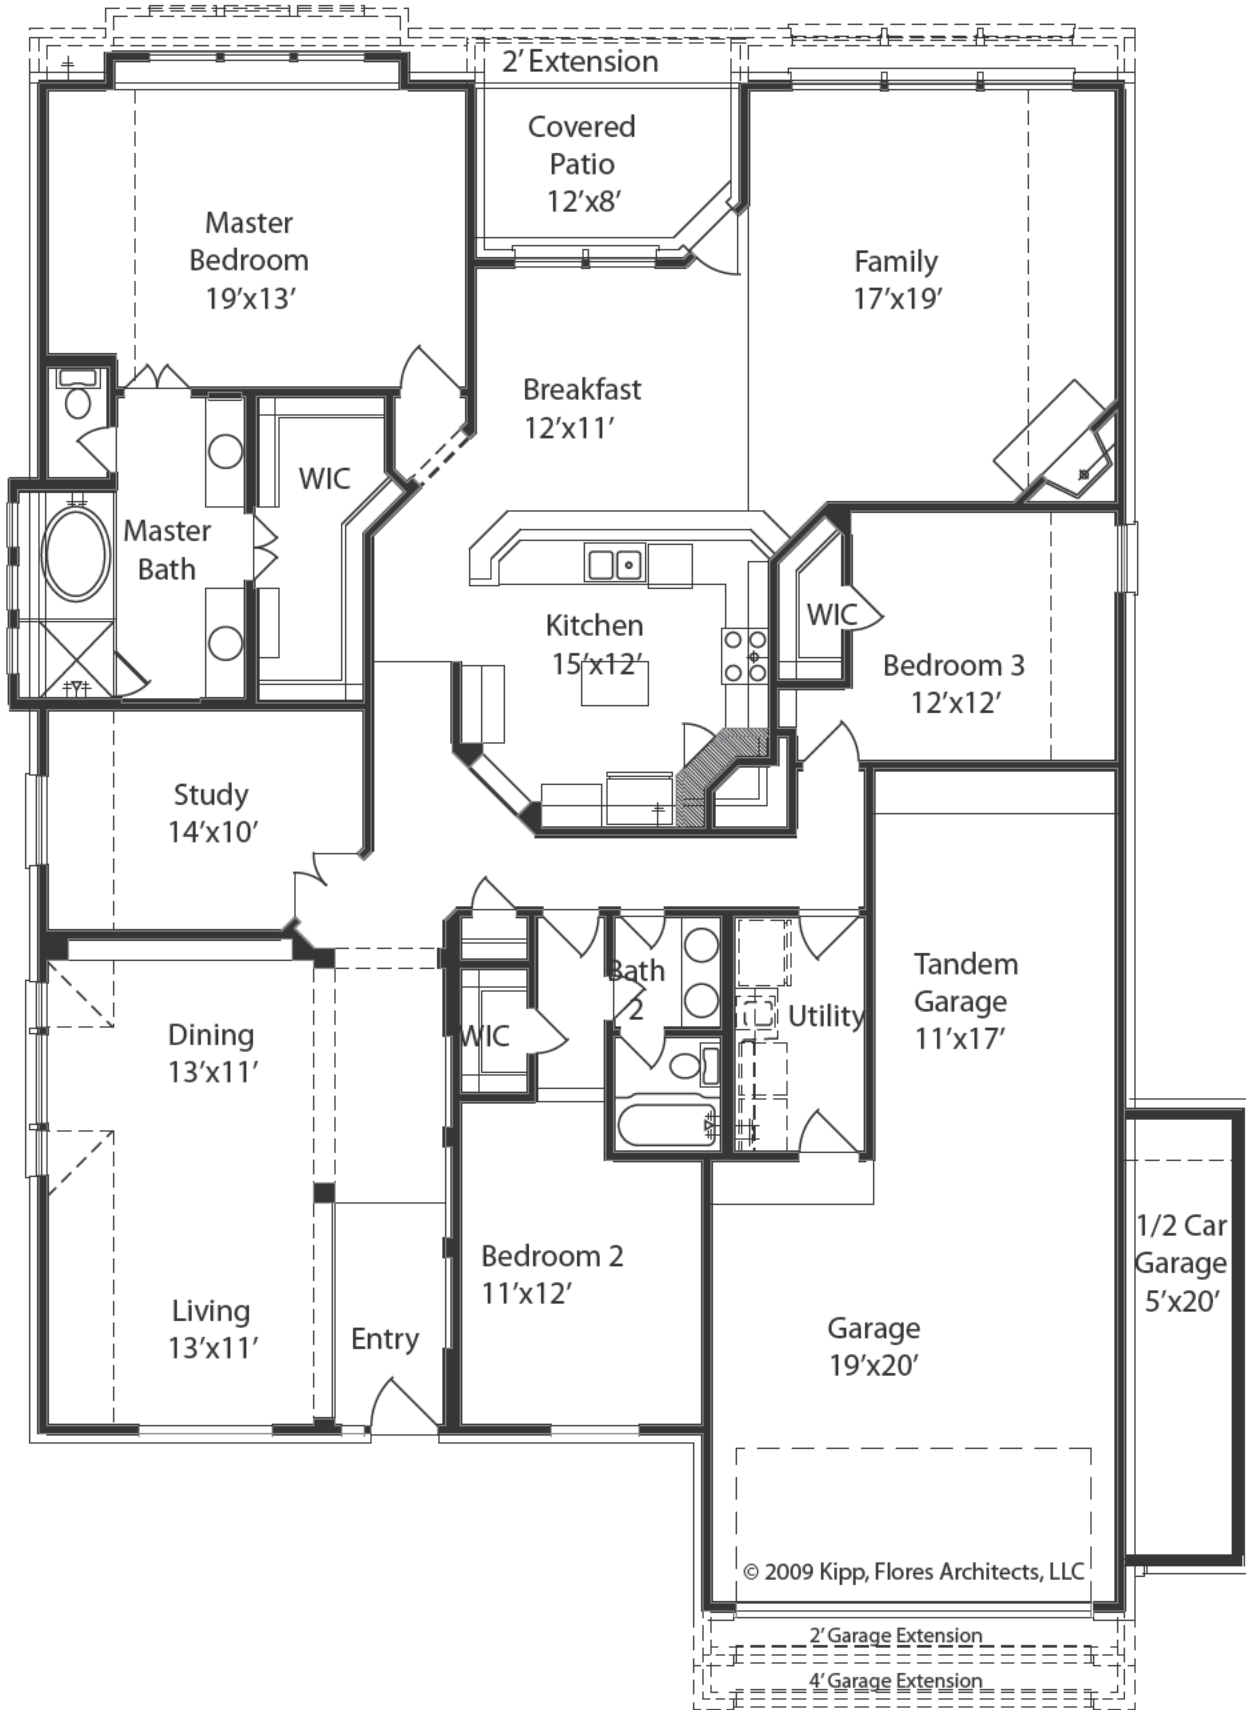 2’ Extension
Covered
Patio
12’x8’
Master
Bedroom
19’x13’
Family
17’x19’
Breakfast
12’x11’
WIC
Master
Bath
Kitchen
15’x12’
WIC
Bedroom 3
12’x12’
Study
14’x10’
Tandem
Garage
11’x17’
Bath
2
Utility
WIC
Dining
13’x11’
1/2 Car
Garage
5’x20’
Bedroom 2
11’x12’
Living
13’x11’
Entry
Garage
19’x20’
© 2009 Kipp, Flores Architects, LLC
2’ Garage Extension
4’ Garage Extension